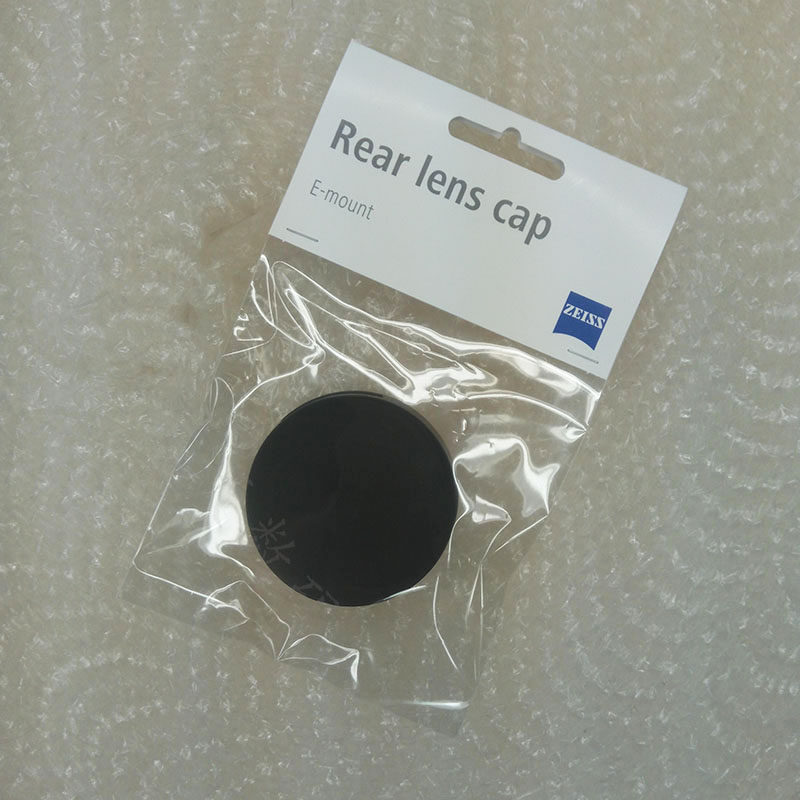 Rear lens cap
E-mount
ZEISS